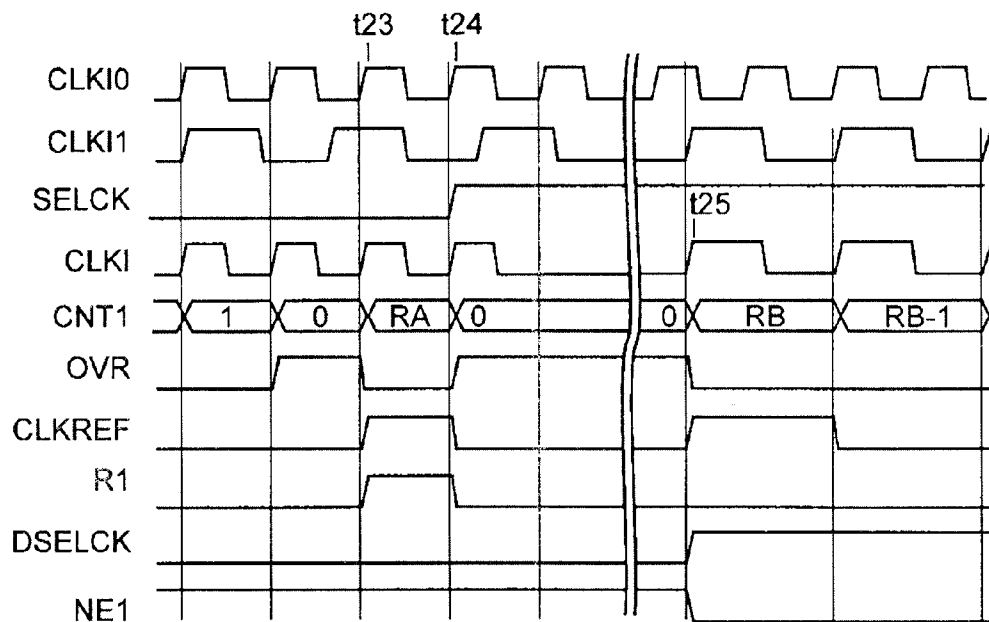 t23 t24
CLKI0
CLKI1
SELCK
t25
CLKI
CNT1 1 0 RA 0 0 RB RB-1
OVR
CLKREF
R1
DSELCK
NE1